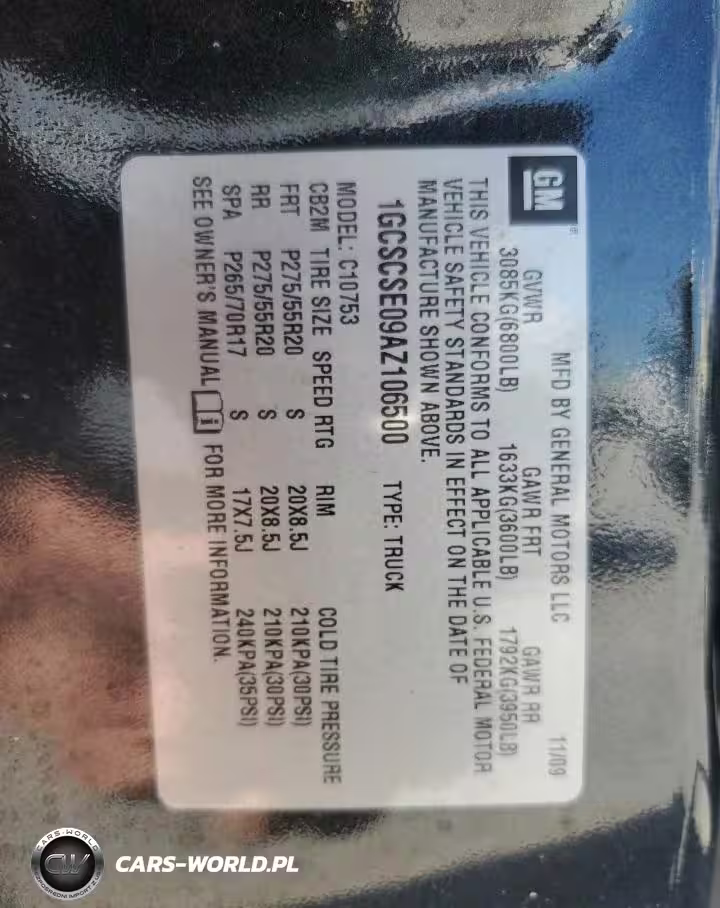 GM
MFD BY GENERAL MOTORS LLC 11/09
GVWR GAWR FRT GAWR RR
3085KG(6800LB) 1633KG(3600LB) 1792KG(3950LB)
THIS VEHICLE CONFORMS TO ALL APPLICABLE U.S. FEDERAL MOTOR
VEHICLE SAFETY STANDARDS IN EFFECT ON THE DATE OF
MANUFACTURE SHOWN ABOVE.
1GCSCSE09AZ106500 TYPE: TRUCK
MODEL: C10753
CB2M TIRE SIZE SPEED RTG RIM COLD TIRE PRESSURE
FRT P275/55R20 S 20X8.5J 210KPA(30PSI)
RR P275/55R20 S 20X8.5J 210KPA(30PSI)
SPA P265/70R17 S 17X7.5J 240KPA(35PSI)
SEE OWNER'S MANUAL FOR MORE INFORMATION.
CARS-WORLD
CW
CARS-WORLD.PL